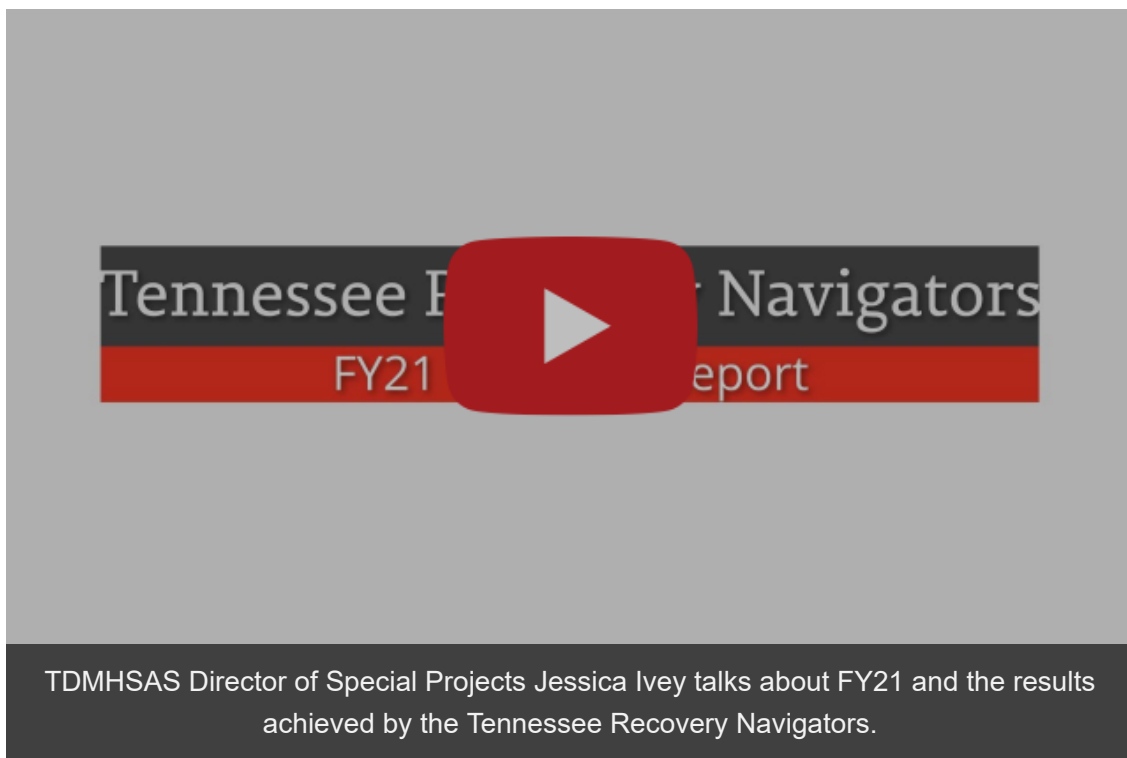 Tennessee Navigators
FY21 eport
TDMHSAS Director of Special Projects Jessica Ivey talks about FY21 and the results
achieved by the Tennessee Recovery Navigators.